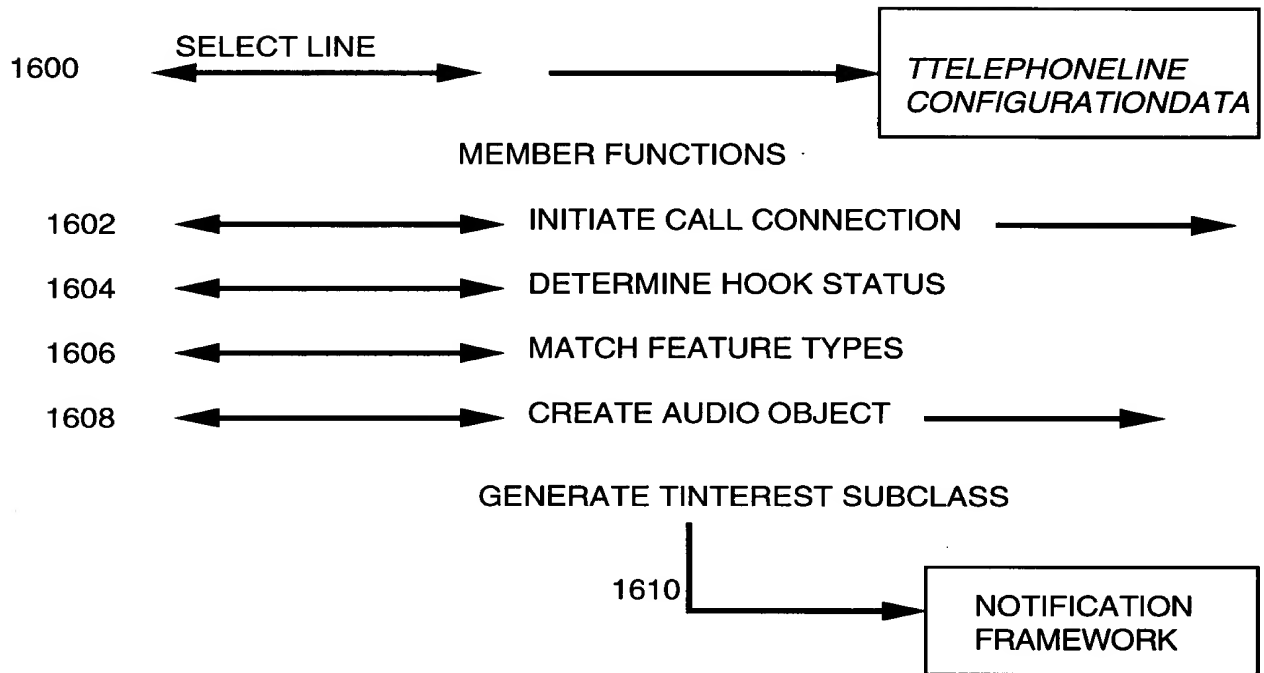 SELECT LINE
1600
TTELEPHONELINE
CONFIGURATIONDATA
MEMBER FUNCTIONS
1602 INITIATE CALL CONNECTION
1604 DETERMINE HOOK STATUS
1606 MATCH FEATURE TYPES
1608 CREATE AUDIO OBJECT
GENERATE TINTEREST SUBCLASS
1610
NOTIFICATION
FRAMEWORK